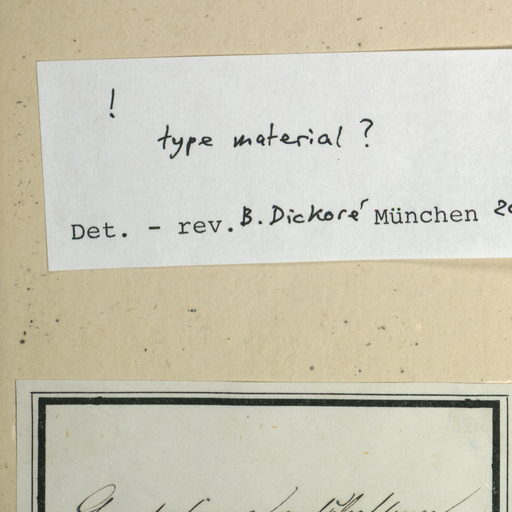 !
type material ?
Det. - rev. B. Dickoré München